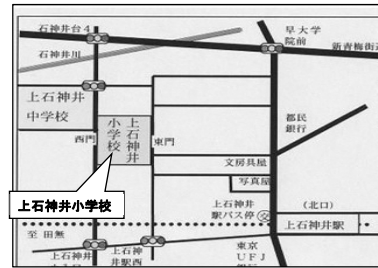 石神井台4
石神井川
早大学
院前
新青梅街道
上石神井
中学校
上石神井
小学校
西門
東門
都民
銀行
文房具屋
写真屋
上石神井小学校
上石神井
駅バス停
(北口)
上石神井駅
至 田無
上石神
井駅西
東京
UFJ
上石神井